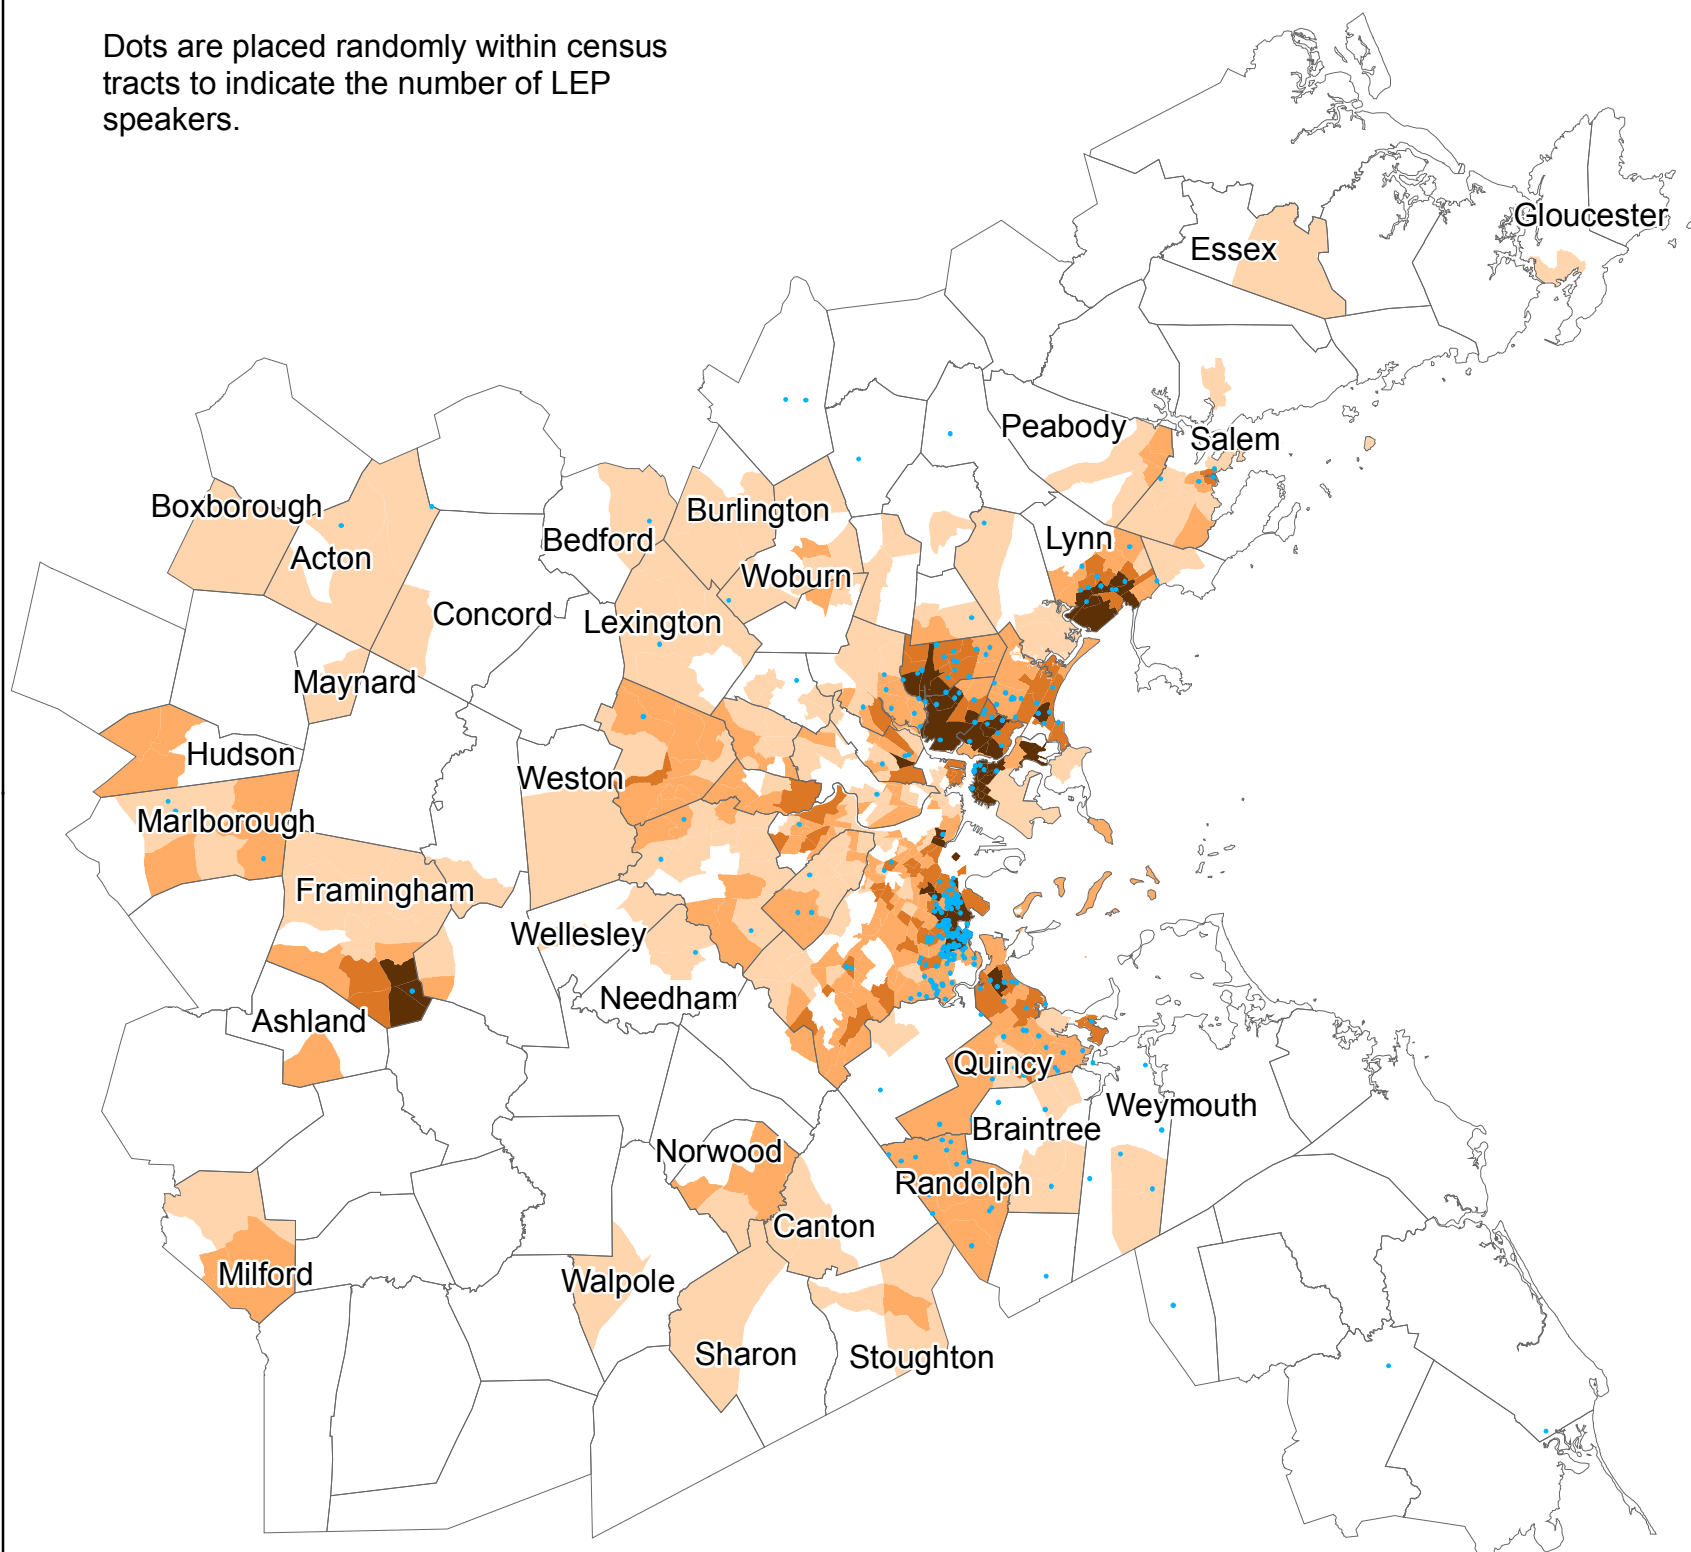 Dots are placed randomly within census
tracts to indicate the number of LEP
speakers.
Gloucester
Essex
Peabody
Salem
Boxborough
Burlington
Bedford
Lynn
Acton
Woburn
Concord
Lexington
Maynard
Hudson
Weston
Marlborough
Framingham
Wellesley
Needham
Ashland
Quincy
Weymouth
Braintree
Norwood
Randolph
Canton
Milford
Walpole
Sharon
Stoughton